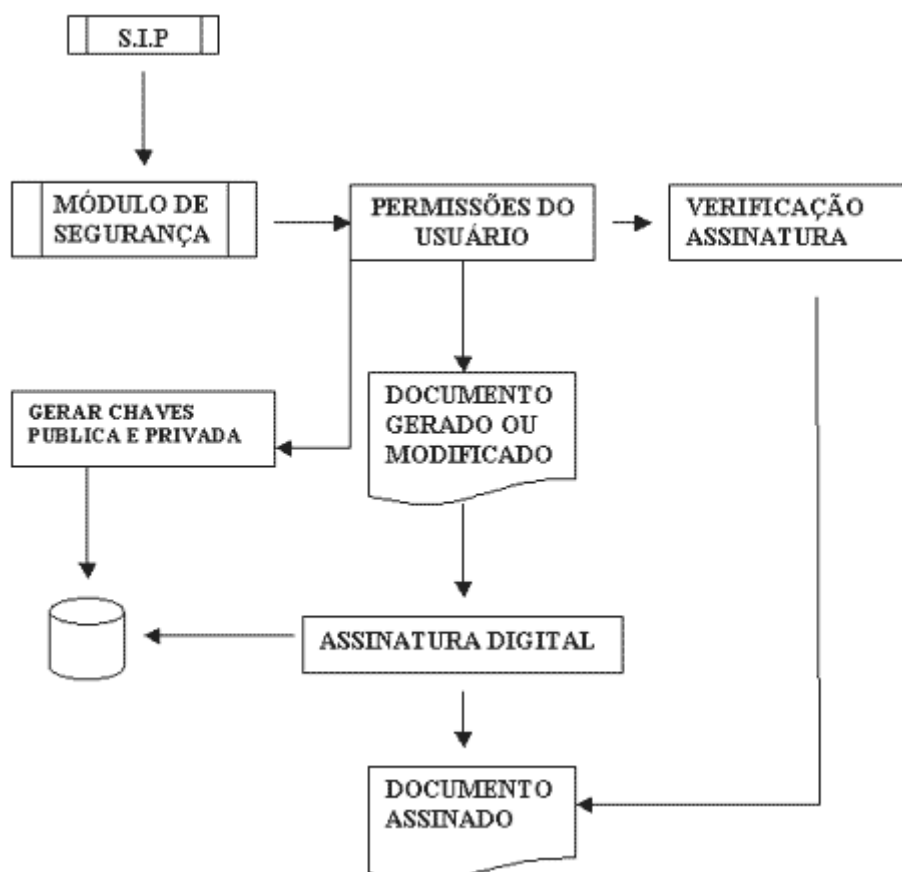 S.I.P
MÓDULO DE
SEGURANÇA
PERMISSÕES DO
USUÁRIO
VERIFICAÇÃO
ASSINATURA
GERAR CHAVES
PUBLICA E PRIVADA
DOCUMENTO
GERADO OU
MODIFICADO
ASSINATURA DIGITAL
DOCUMENTO
ASSINADO